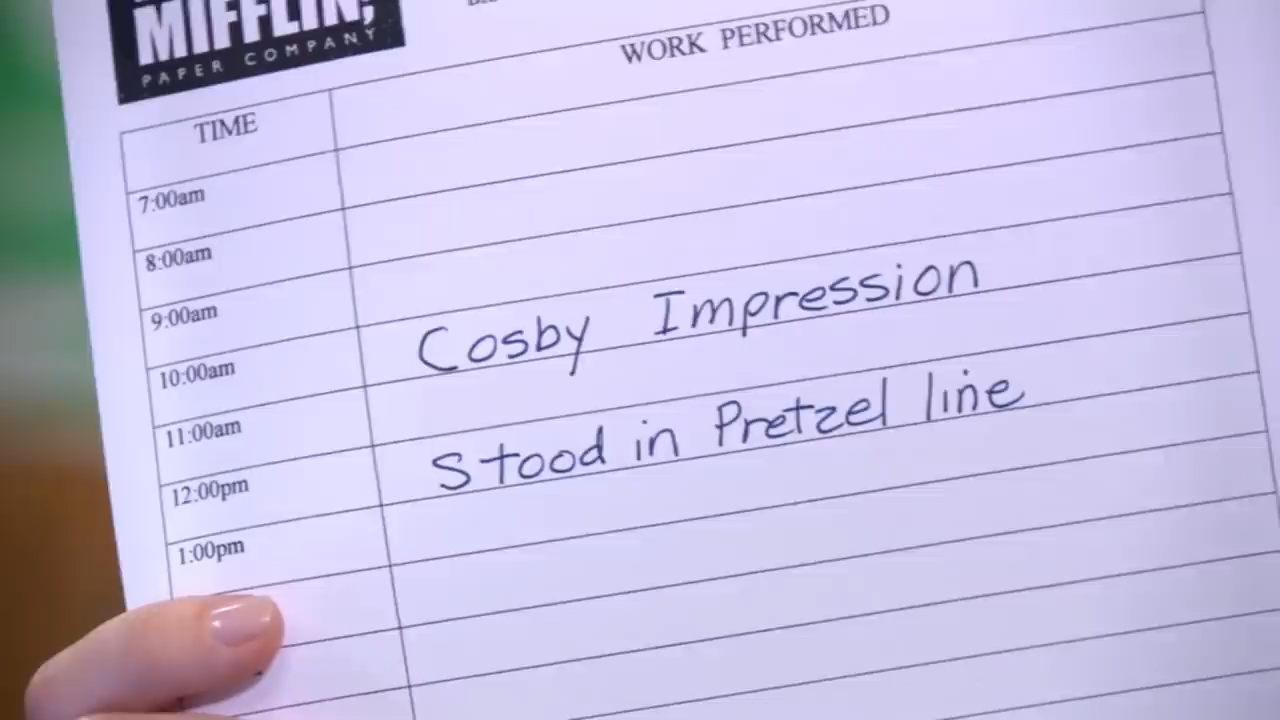 MIFFLIN,
PAPER COMPANY
WORK PERFORMED
TIME
7:00am
8:00am
9:00am
10:00am Cosby Impression
11:00am
12:00pm Stood in Pretzel line
1:00pm